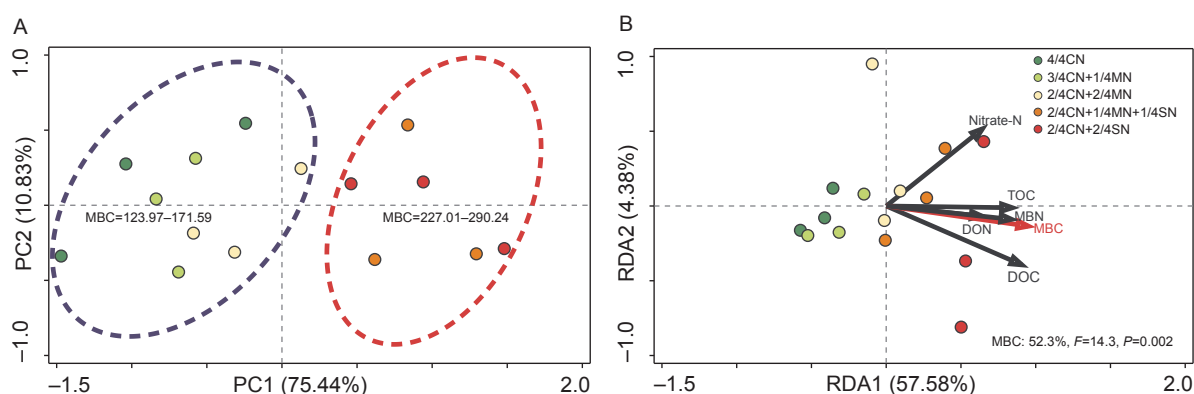 A
1.0
PC2 (10.83%)
–1.0
MBC=123.97–171.59
MBC=227.01–290.24
–1.5
PC1 (75.44%)
2.0
B
1.0
RDA2 (4.38%)
–1.0
4/4CN
3/4CN+1/4MN
2/4CN+2/4MN
2/4CN+1/4MN+1/4SN
2/4CN+2/4SN
Nitrate-N
TOC
MBN
DON
MBC
DOC
MBC: 52.3%, F=14.3, P=0.002
–1.5
RDA1 (57.58%)
2.0